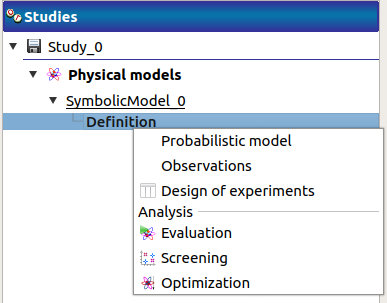 Studies
Study_0
Physical models
SymbolicModel_0
Definition
Probabilistic model
Observations
Design of experiments
Analysis
Evaluation
Screening
Optimization